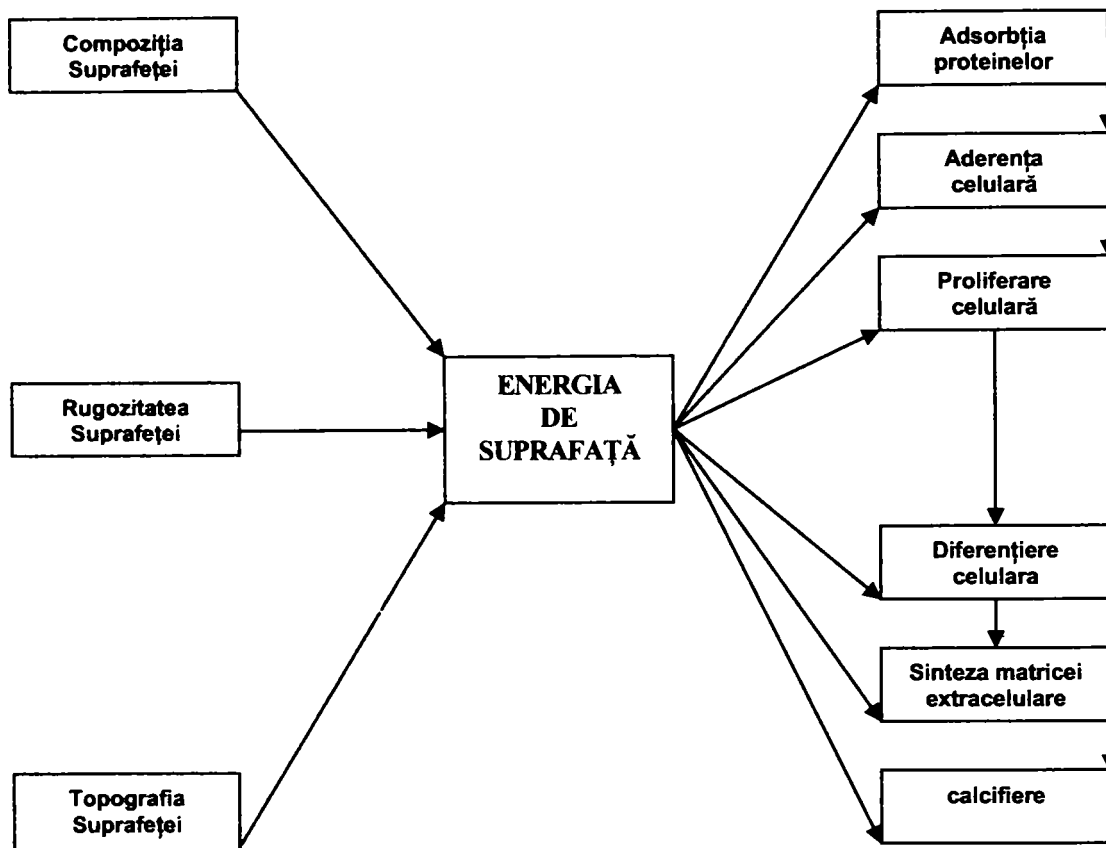 Compoziția
Suprafeței
Rugozitatea
Suprafeței
Topografia
Suprafeței
ENERGIA
DE
SUPRAFAȚĂ
Adsorbția
proteinelor
Aderența
celulară
Proliferare
celulară
Diferențiere
celulara
Sinteza matricei
extracelulare
calcifiere